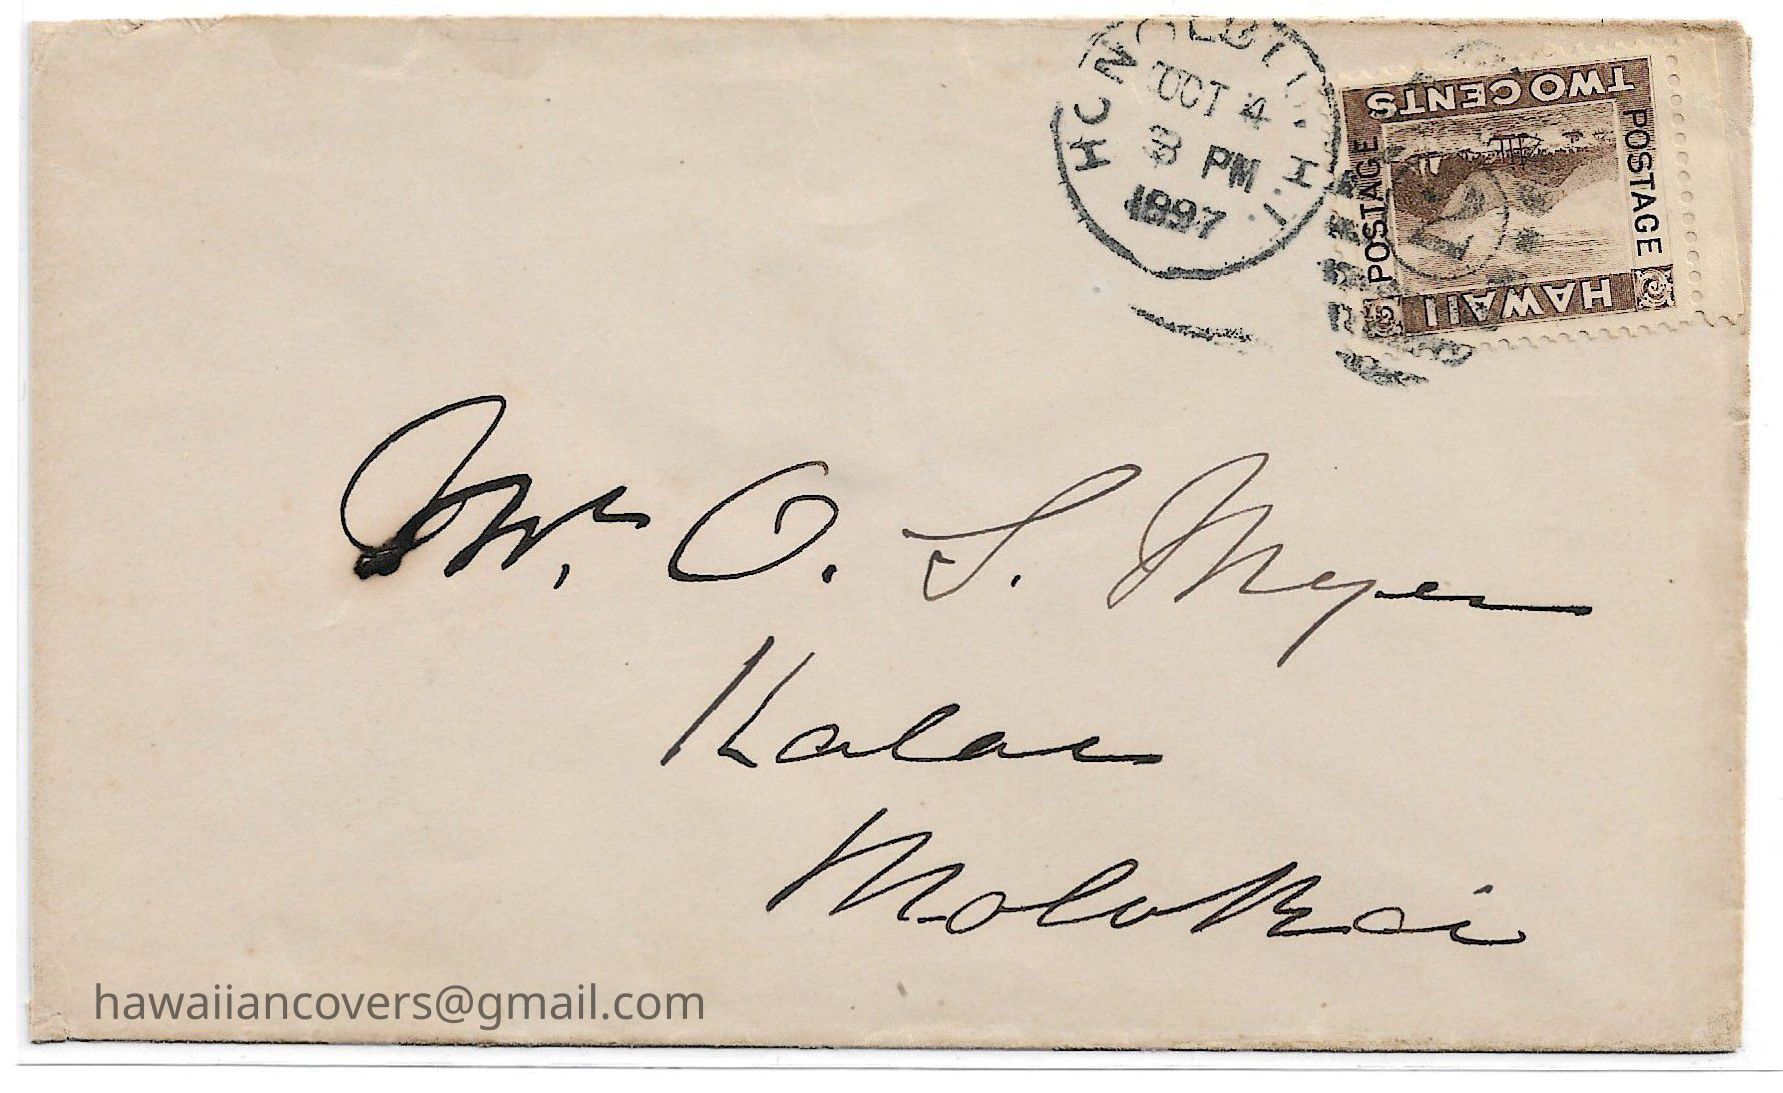 HONOLULU H.I.
OCT 4
3 PM
1897
TWO CENTS
POSTAGE
POSTAGE
HAWAII
Mr. O. S. Meyer
Kalae
Molokai
hawaiiancovers@gmail.com